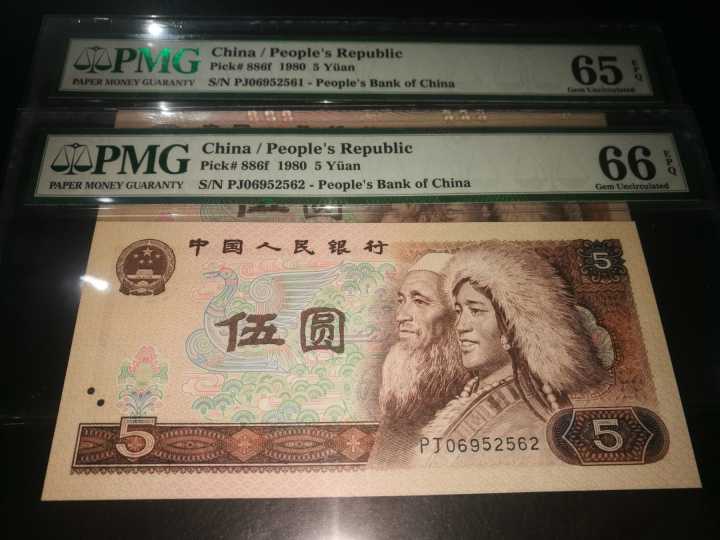 PMG
PAPER MONEY GUARANTY
China / People's Republic
Pick# 886f 1980 5 Yüan
S/N PJ06952561 - People's Bank of China
65 EPQ
Gem Uncirculated
PMG
PAPER MONEY GUARANTY
China / People's Republic
Pick# 886f 1980 5 Yüan
S/N PJ06952562 - People's Bank of China
66 EPQ
Gem Uncirculated
伍圆
中国人民银行
5
伍圆
5
PJ06952562
5